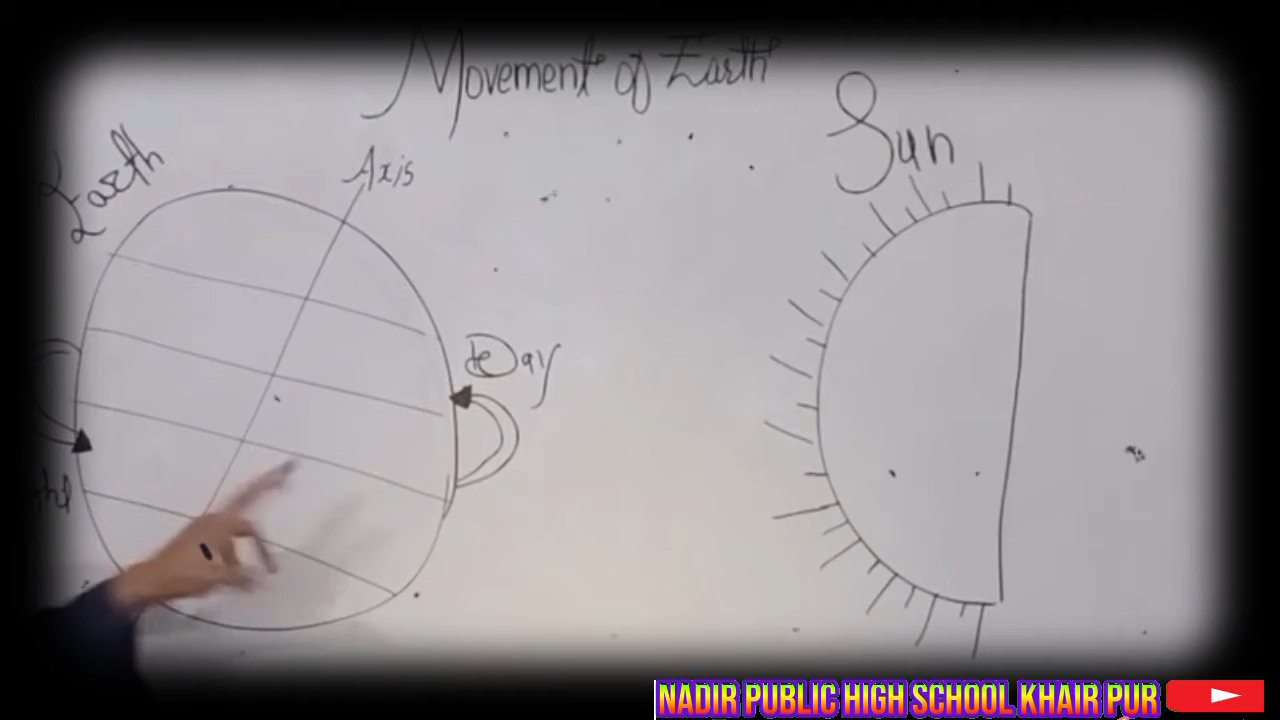 Movement of Earth
Sun
Earth
Axis
Day
NADIR PUBLIC HIGH SCHOOL KHAIR PUR